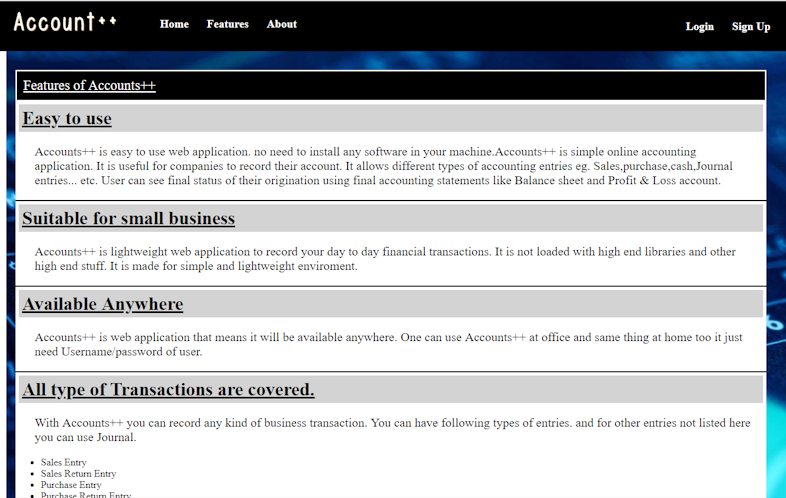 Account++
Home Features About
Login Sign Up
Features of Accounts++
Easy to use
Accounts++ is easy to use web application. no need to install any software in your machine.Accounts++ is simple online accounting
application. It is useful for companies to record their account. It allows different types of accounting entries eg. Sales,purchase,cash,Journal
entries... etc. User can see final status of their origination using final accounting statements like Balance sheet and Profit & Loss account.
Suitable for small business
Accounts++ is lightweight web application to record your day to day financial transactions. It is not loaded with high end libraries and other
high end stuff. It is made for simple and lightweight enviroment.
Available Anywhere
Accounts++ is web application that means it will be available anywhere. One can use Accounts++ at office and same thing at home too it just
need Username/password of user.
All type of Transactions are covered.
With Accounts++ you can record any kind of business transaction. You can have following types of entries. and for other entries not listed here
you can use Journal.
• Sales Entry
• Sales Return Entry
• Purchase Entry
• Purchase Return Entry